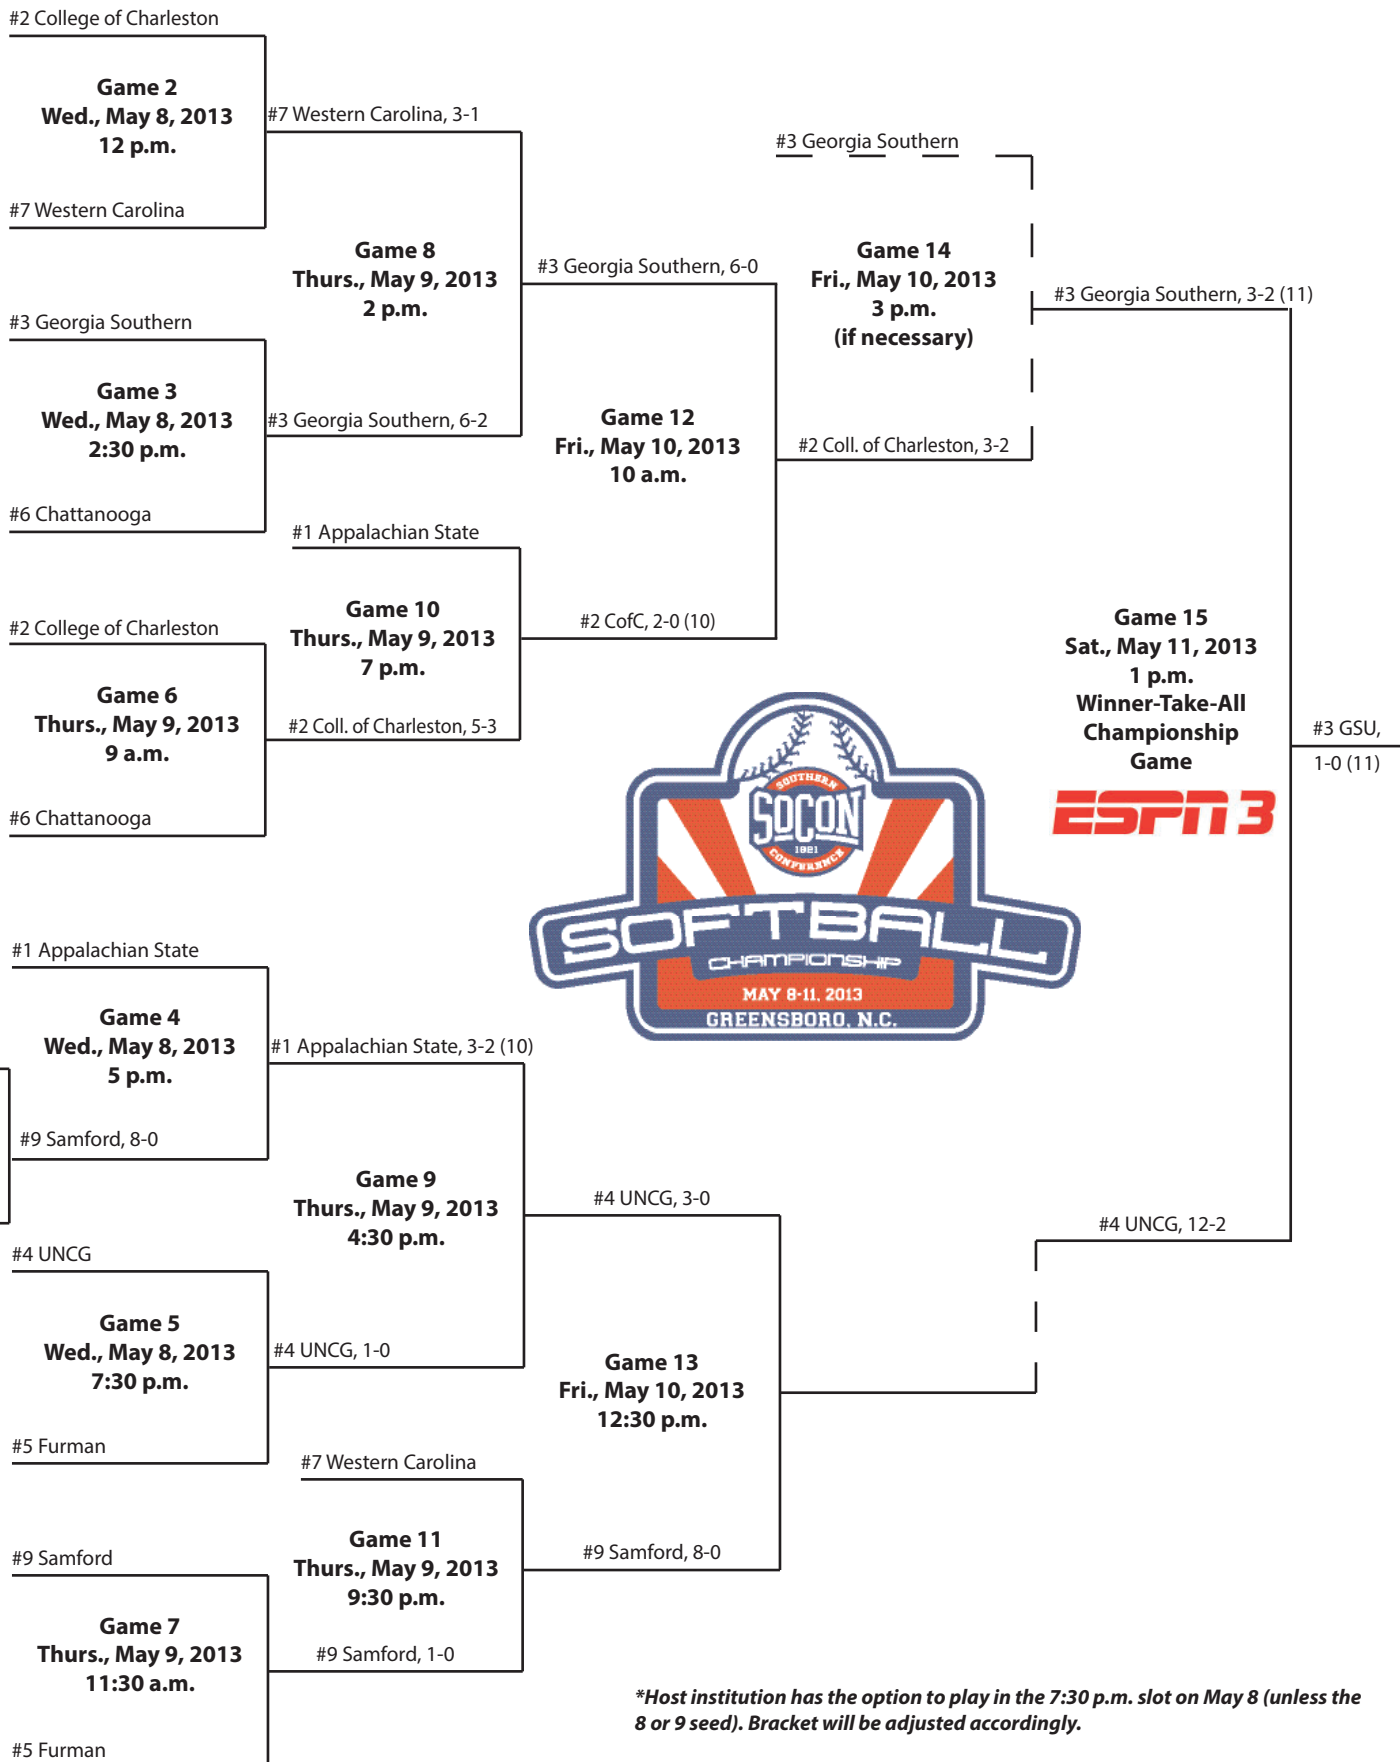 #2 College of Charleston
Game 2
Wed., May 8, 2013
12 p.m.
#7 Western Carolina, 3-1
#7 Western Carolina
#3 Georgia Southern
Game 8
Thurs., May 9, 2013
2 p.m.
#3 Georgia Southern, 6-0
Game 14
Fri., May 10, 2013
3 p.m.
(if necessary)
#3 Georgia Southern, 3-2 (11)
#3 Georgia Southern
Game 3
Wed., May 8, 2013
2:30 p.m.
#3 Georgia Southern, 6-2
#6 Chattanooga
Game 12
Fri., May 10, 2013
10 a.m.
#2 Coll. of Charleston, 3-2
#1 Appalachian State
#2 College of Charleston
Game 10
Thurs., May 9, 2013
7 p.m.
#2 CofC, 2-0 (10)
Game 6
Thurs., May 9, 2013
9 a.m.
#2 Coll. of Charleston, 5-3
#6 Chattanooga
Game 15
Sat., May 11, 2013
1 p.m.
Winner-Take-All
Championship
Game
ESPN 3
#3 GSU,
1-0 (11)
SOUTHERN
SOCON
1921
CONFERENCE
SOFTBALL
CHAMPIONSHIP
MAY 8-11, 2013
GREENSBORO, N.C.
#1 Appalachian State
Game 4
Wed., May 8, 2013
5 p.m.
#1 Appalachian State, 3-2 (10)
#9 Samford, 8-0
Game 9
Thurs., May 9, 2013
4:30 p.m.
#4 UNCG, 3-0
#4 UNCG, 12-2
#4 UNCG
Game 5
Wed., May 8, 2013
7:30 p.m.
#4 UNCG, 1-0
#5 Furman
Game 13
Fri., May 10, 2013
12:30 p.m.
#7 Western Carolina
Game 11
Thurs., May 9, 2013
9:30 p.m.
#9 Samford, 8-0
#9 Samford
Game 7
Thurs., May 9, 2013
11:30 a.m.
#9 Samford, 1-0
#5 Furman
*Host institution has the option to play in the 7:30 p.m. slot on May 8 (unless the
8 or 9 seed). Bracket will be adjusted accordingly.